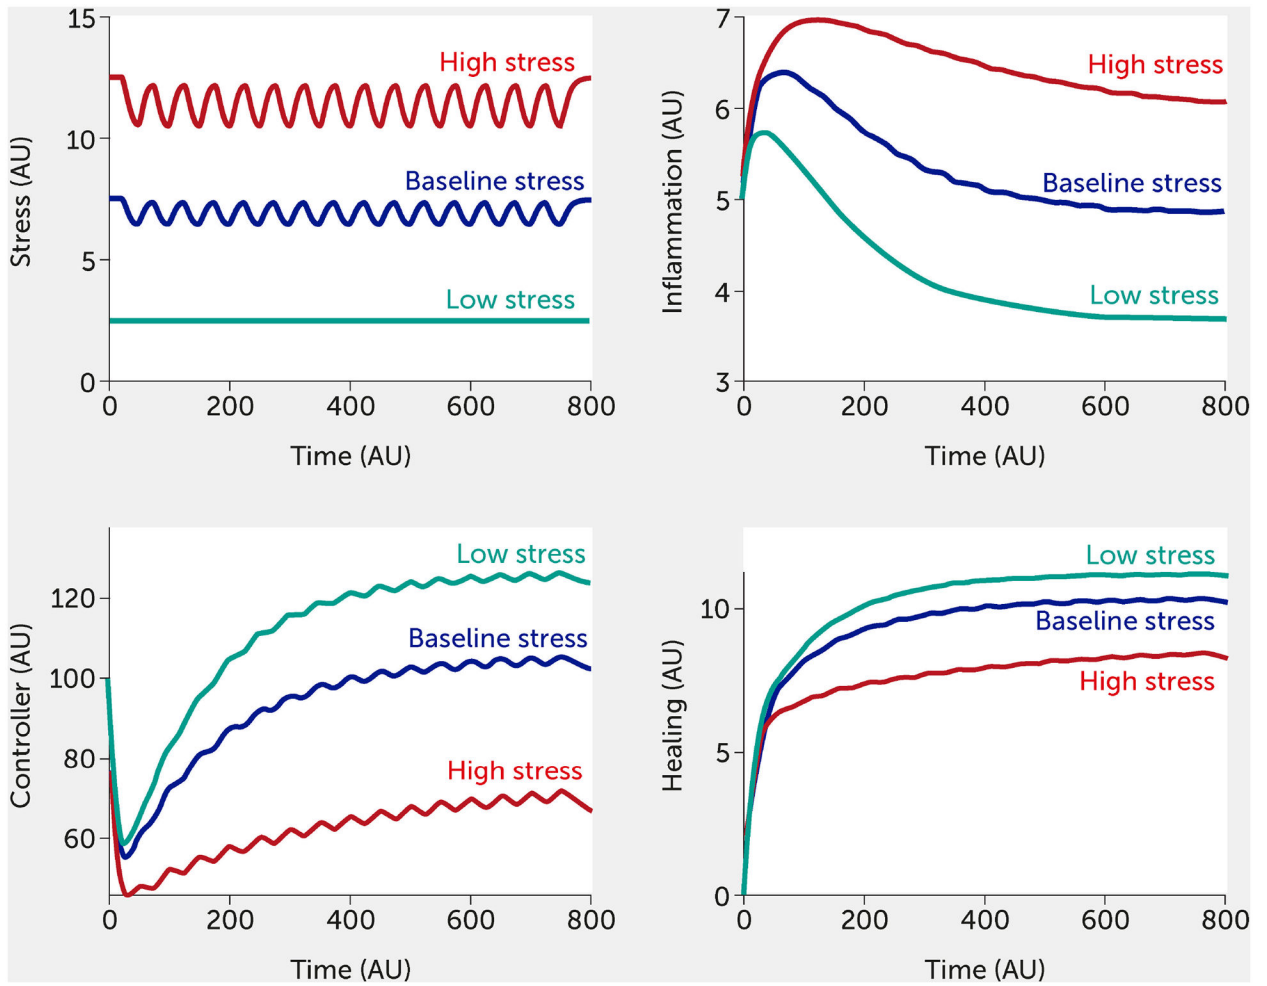 15
High stress
10
Baseline stress
5
Low stress
0
0 200 400 600 800
Stress (AU)
Time (AU)
7
High stress
6
Baseline stress
5
4
Low stress
3
0 200 400 600 800
Inflammation (AU)
Time (AU)
Low stress
120
Baseline stress
100
80
High stress
60
0 200 400 600 800
Controller (AU)
Time (AU)
Low stress
10
Baseline stress
High stress
5
0
0 200 400 600 800
Healing (AU)
Time (AU)